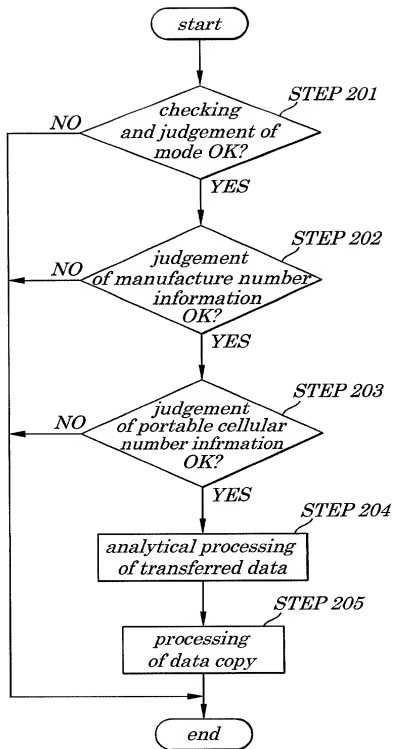 start
STEP 201
checking
and judgement of
mode OK?
NO
YES
STEP 202
judgement
of manufacture number
information
OK?
NO
YES
STEP 203
judgement
of portable cellular
number infrmation
OK?
NO
YES
STEP 204
analytical processing
of transferred data
STEP 205
processing
of data copy
end